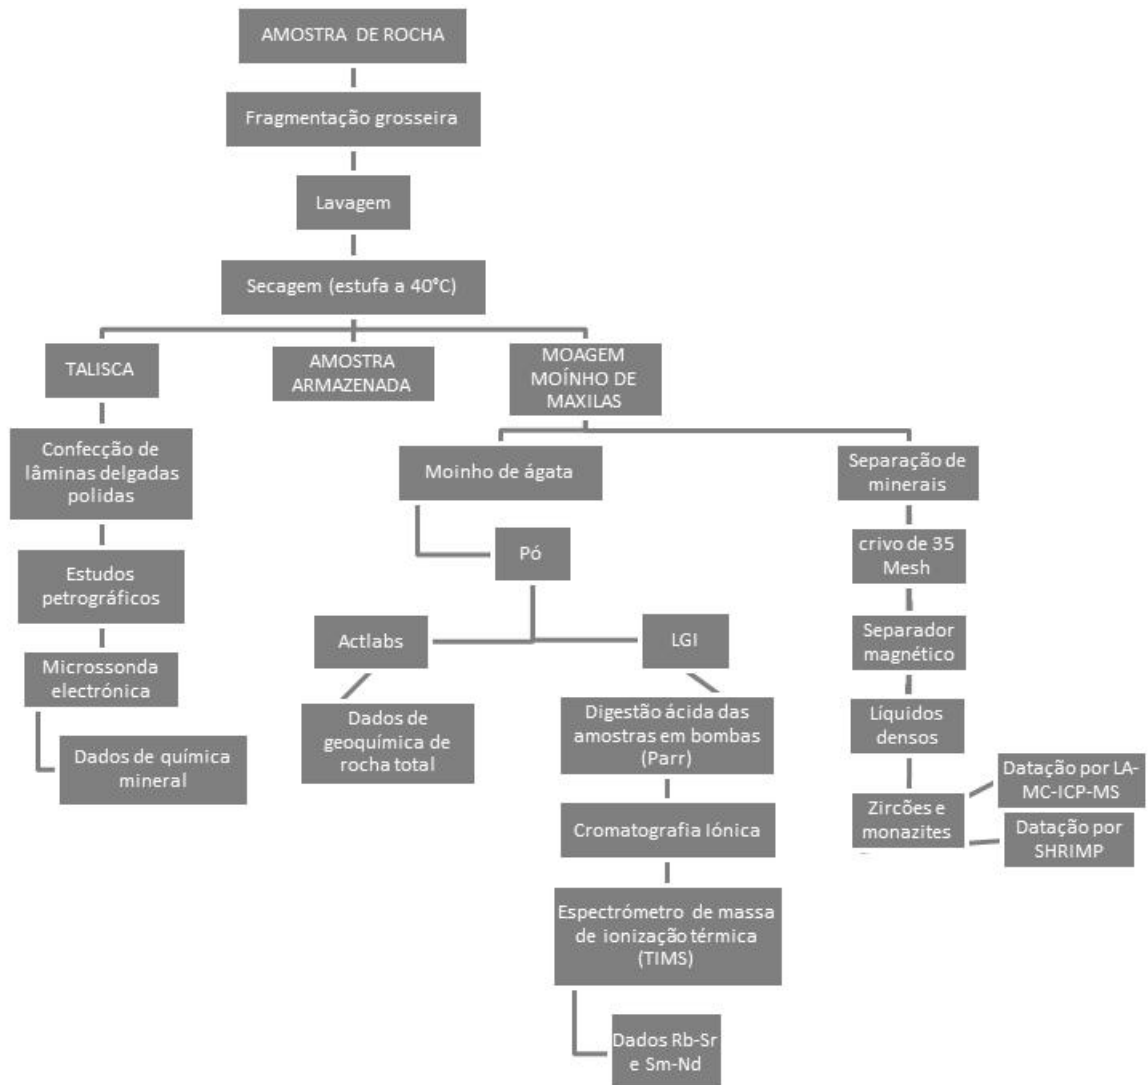 AMOSTRA DE ROCHA
Fragmentação grosseira
Lavagem
Secagem (estufa a 40°C)
TALISCA
AMOSTRA
ARMAZENADA
MOAGEM
MOÍNHO DE
MAXILAS
Confecção de
lâminas delgadas
polidas
Estudos
petrográficos
Microssonda
electrónica
Dados de química
mineral
Moinho de ágata
Pó
Actlabs
Dados de
geoquímica de
rocha total
LGI
Digestão ácida das
amostras em bombas
(Parr)
Cromatografia Iónica
Espectrómetro de massa
de ionização térmica
(TIMS)
Dados Rb-Sr
e Sm-Nd
Separação de
minerais
crivo de 35
Mesh
Separador
magnético
Líquidos
densos
Zircões e
monazites
Datação por LA-
MC-ICP-MS
Datação por
SHRIMP